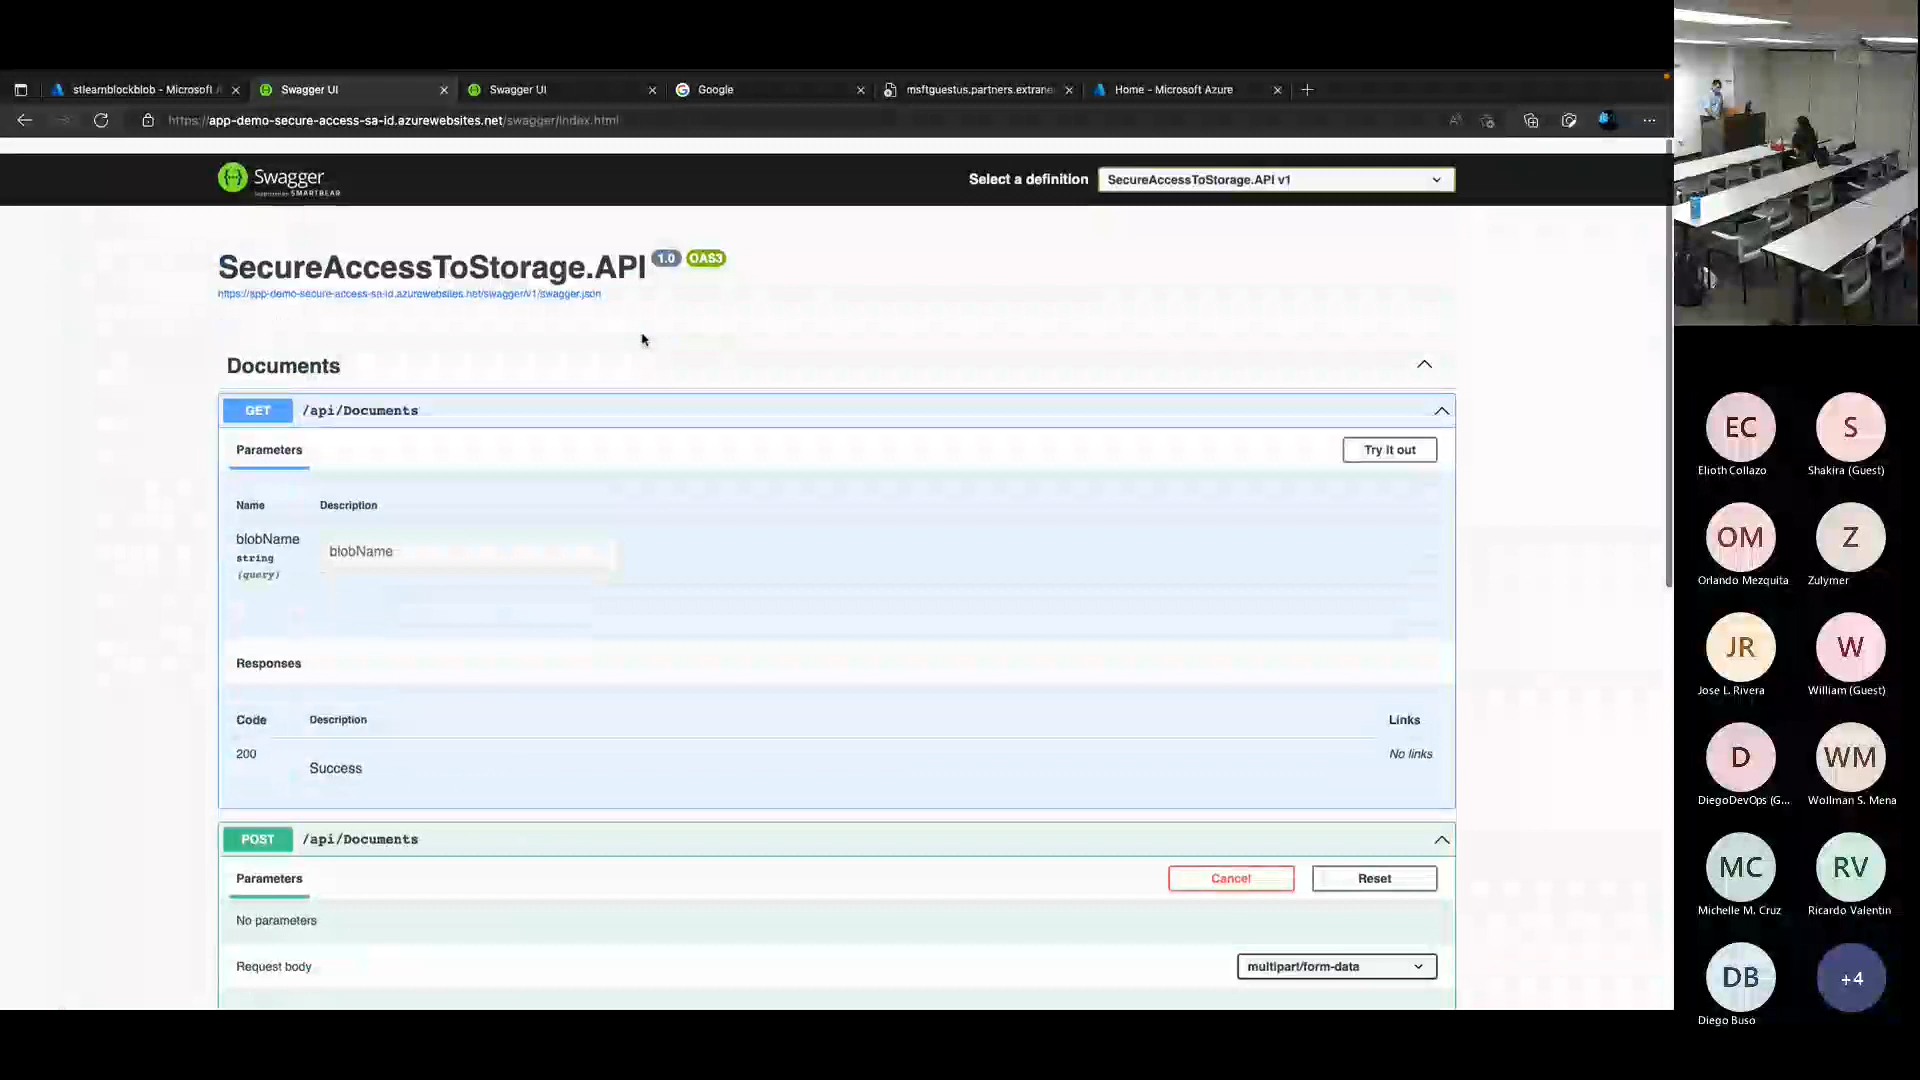 stlearnblockblob - Microsoft A
Swagger UI
Swagger UI
Google
msftguestus.partners.extrane
Home - Microsoft Azure
https://app-demo-secure-access-sa-id.azurewebsites.net/swagger/index.html
Swagger
SMARTBEAR
Select a definition
SecureAccessToStorage.API v1
SecureAccessToStorage.API 1.0 OAS3
https://app-demo-secure-access-sa-id.azurewebsites.net/swagger/v1/swagger.json
Documents
GET /api/Documents
Parameters
Try it out
Name Description
blobName
string
(query)
blobName
Responses
Code Description Links
200
Success
No links
POST /api/Documents
Parameters
Cancel
Reset
No parameters
Request body
multipart/form-data
EC
Elioth Collazo
S
Shakira (Guest)
OM
Orlando Mezquita
Z
Zulymer
JR
Jose L. Rivera
W
William (Guest)
D
DiegoDevOps (G...
WM
Wollman S. Mena
MC
Michelle M. Cruz
RV
Ricardo Valentin
DB
Diego Buso
+4